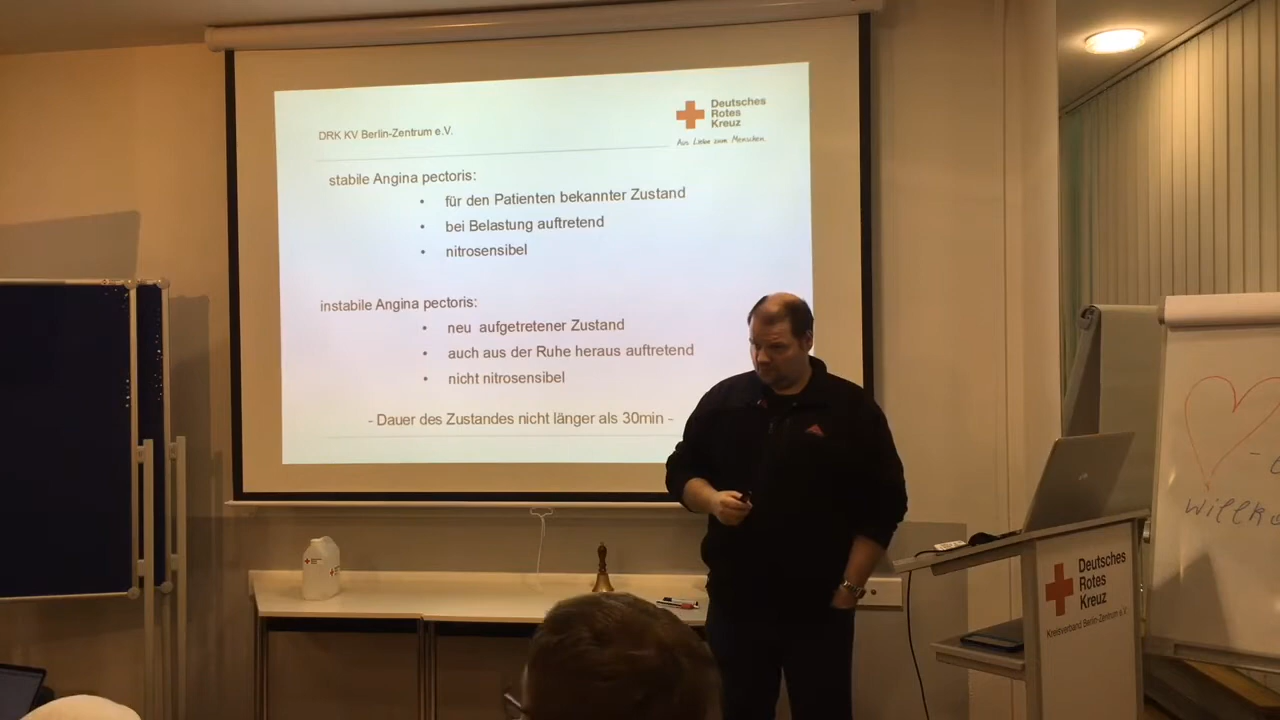 DRK KV Berlin-Zentrum e.V.
Deutsches
Rotes
Kreuz
Aus Liebe zum Menschen.
stabile Angina pectoris:
• für den Patienten bekannter Zustand
• bei Belastung auftretend
• nitrosensibel
instabile Angina pectoris:
• neu aufgetretener Zustand
• auch aus der Ruhe heraus auftretend
• nicht nitrosensibel
- Dauer des Zustandes nicht länger als 30min -
Deutsches
Rotes
Kreuz
Kreisverband Berlin-Zentrum e.V.
willko